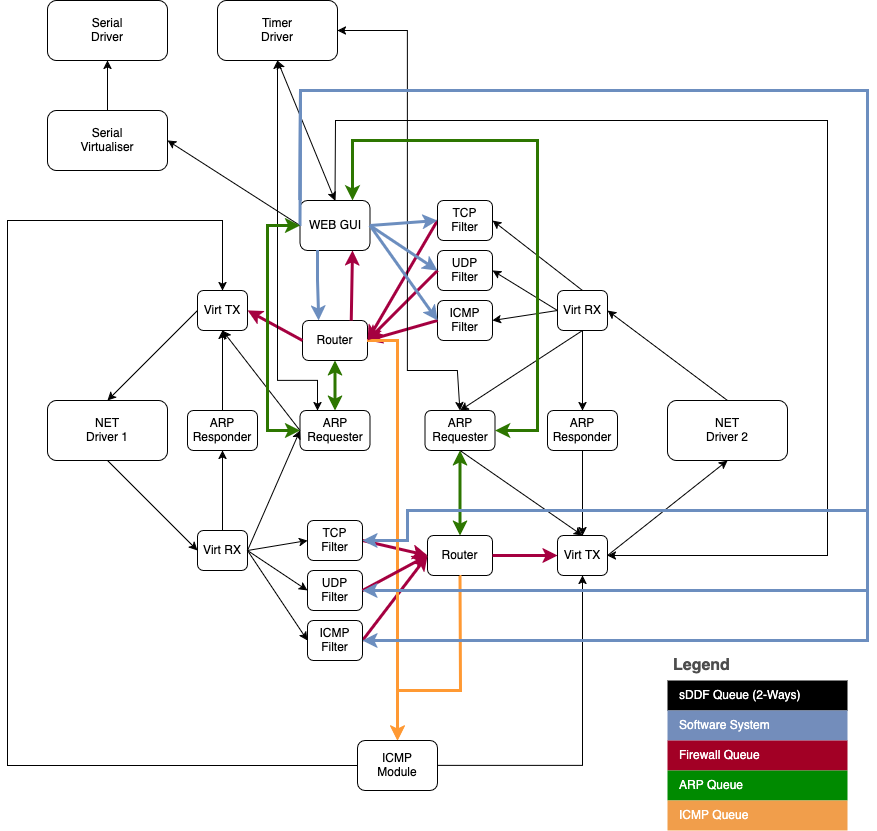 Serial
Driver
Timer
Driver
Serial
Virtualiser
WEB GUI
TCP
Filter
UDP
Filter
ICMP
Filter
Virt TX
Virt RX
Router
NET
Driver 1
ARP
Responder
ARP
Requester
ARP
Requester
ARP
Responder
NET
Driver 2
Virt RX
TCP
Filter
UDP
Filter
ICMP
Filter
Router
Virt TX
ICMP
Module
Legend
sDDF Queue (2-Ways)
Software System
Firewall Queue
ARP Queue
ICMP Queue